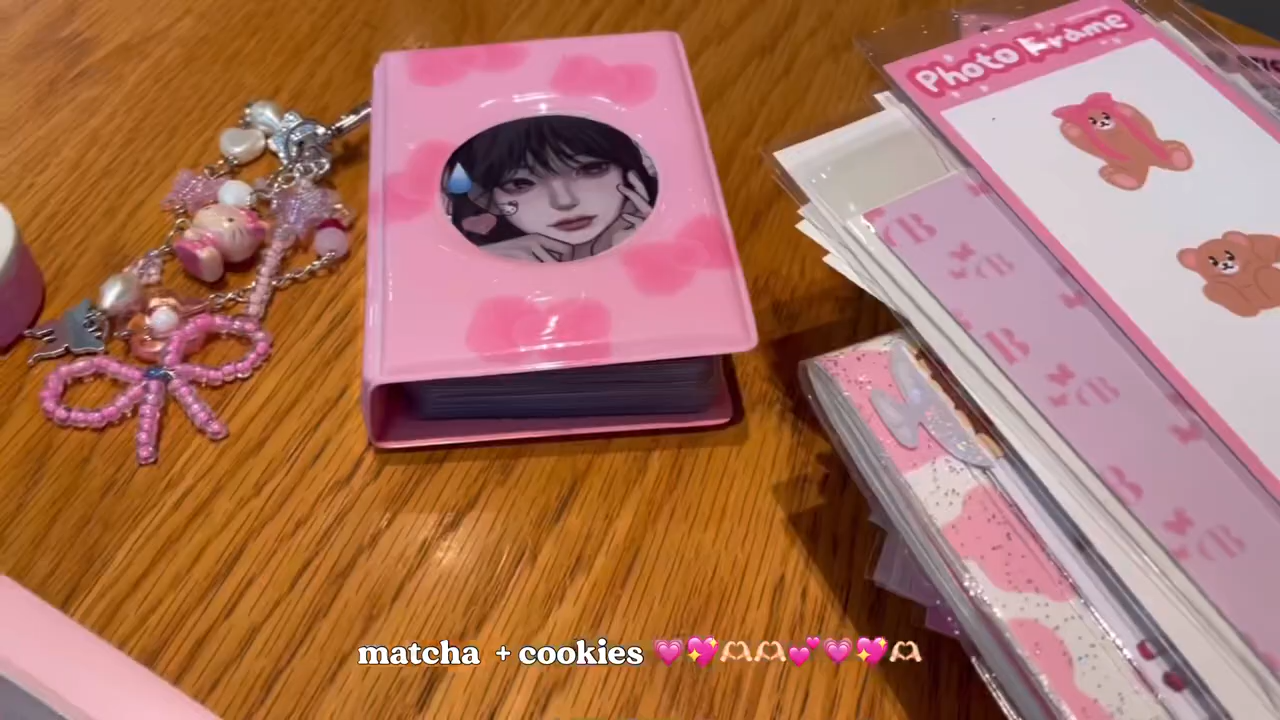 Photo Frame
matcha + cookies 💗💖🫶🏻🫶🏻💕💗💖🫶🏻